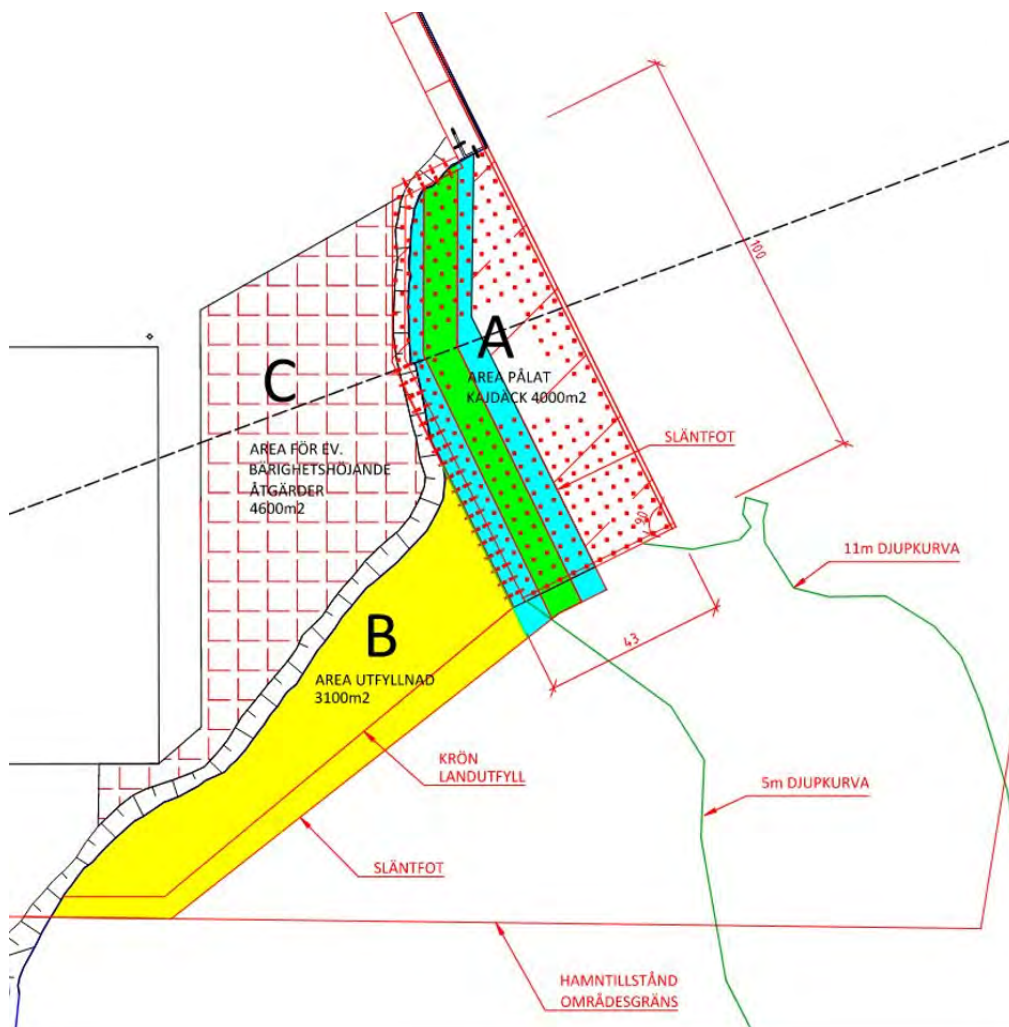 100
A
AREA PÅLAT
KAJDÄCK 4000m2
C
AREA FÖR EV.
BÄRIGHETSHÖJANDE
ÅTGÄRDER
4600m2
SLÄNTFOT
90
11m DJUPKURVA
43
B
AREA UTFYLLNAD
3100m2
KRÖN
LANDUTFYLL
5m DJUPKURVA
SLÄNTFOT
HAMNTILLSTÅND
OMRÅDESGRÄNS